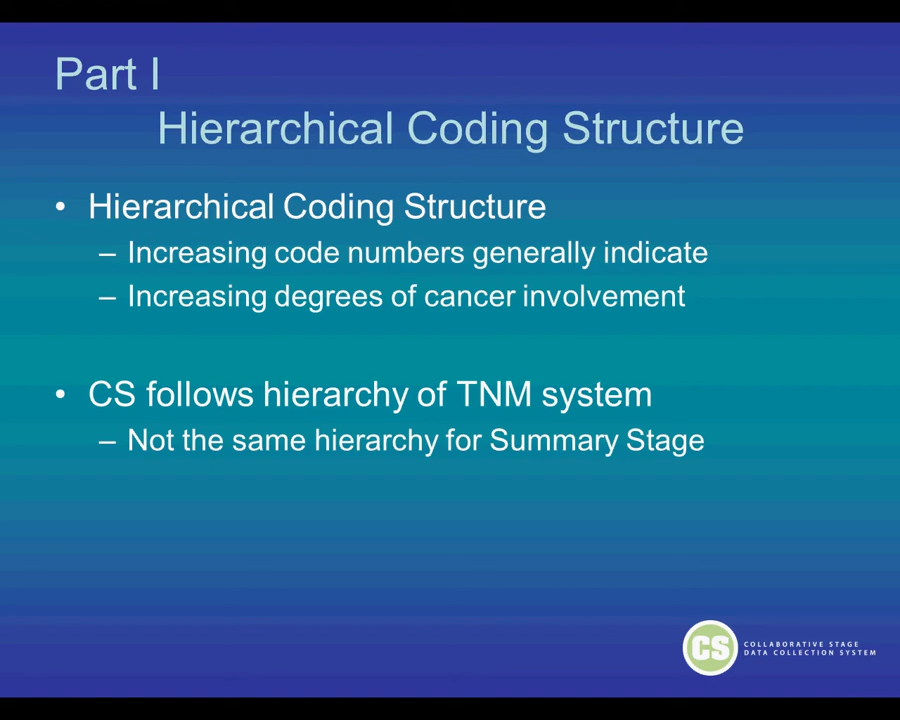 Part I
Hierarchical Coding Structure
• Hierarchical Coding Structure
– Increasing code numbers generally indicate
– Increasing degrees of cancer involvement
• CS follows hierarchy of TNM system
– Not the same hierarchy for Summary Stage
CS
COLLABORATIVE STAGE
DATA COLLECTION SYSTEM